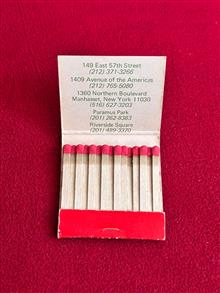 149 East 57th Street
(212) 371-3266
1409 Avenue of the Americas
(212) 765-5080
1360 Northern Boulevard
Manhasset, New York 11030
(516) 627-3203
Paramus Park
(201) 262-8383
Riverside Square
(201) 489-3370